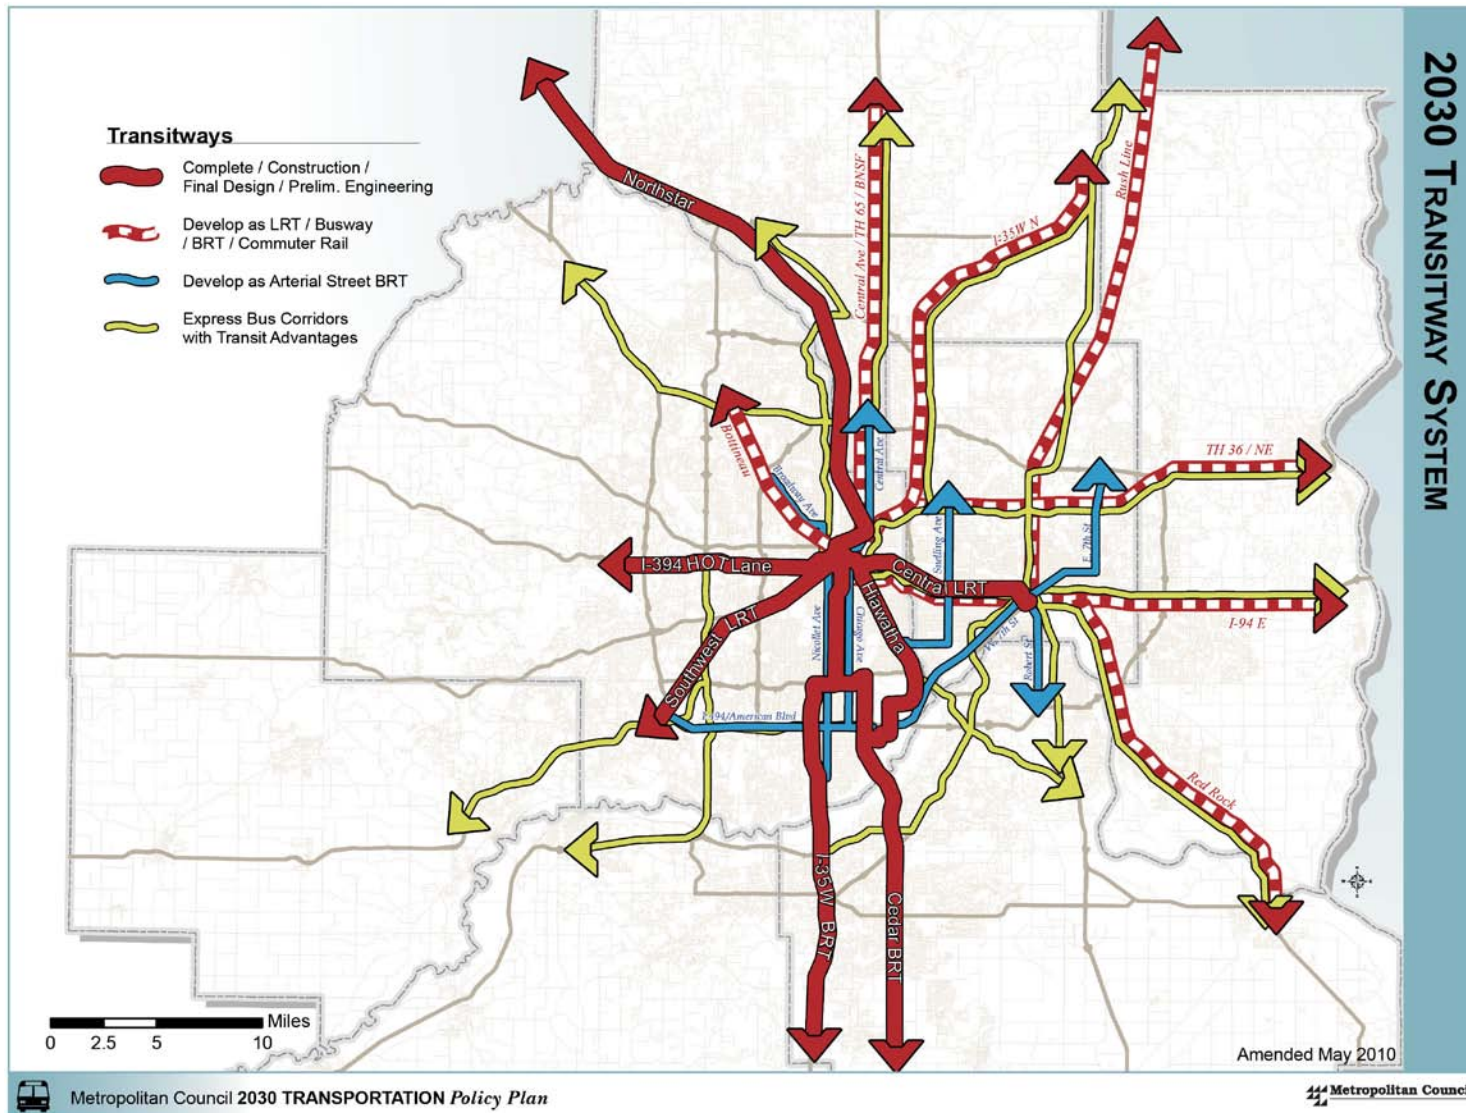 2030 TRANSITWAY SYSTEM
Transitways
Complete / Construction /
Final Design / Prelim. Engineering
Develop as LRT / Busway
/ BRT / Commuter Rail
Develop as Arterial Street BRT
Express Bus Corridors
with Transit Advantages
Northstar
Central Ave / TH 65 / BNSF
I-35W N
Rush Line
Bottineau
Broadway Ave
Central Ave
TH 36 / NE
Snelling Ave
E. 7th St
I-394 HOT Lane
Central LRT
Hiawatha
I-94 E
Southwest LRT
Nicollet Ave
Chicago Ave
W. 7th St
Robert St
I-494/American Blvd
Red Rock
I-35W BRT
Cedar BRT
Miles
0 2.5 5 10
Amended May 2010
Metropolitan Council 2030 TRANSPORTATION Policy Plan
Metropolitan Counci